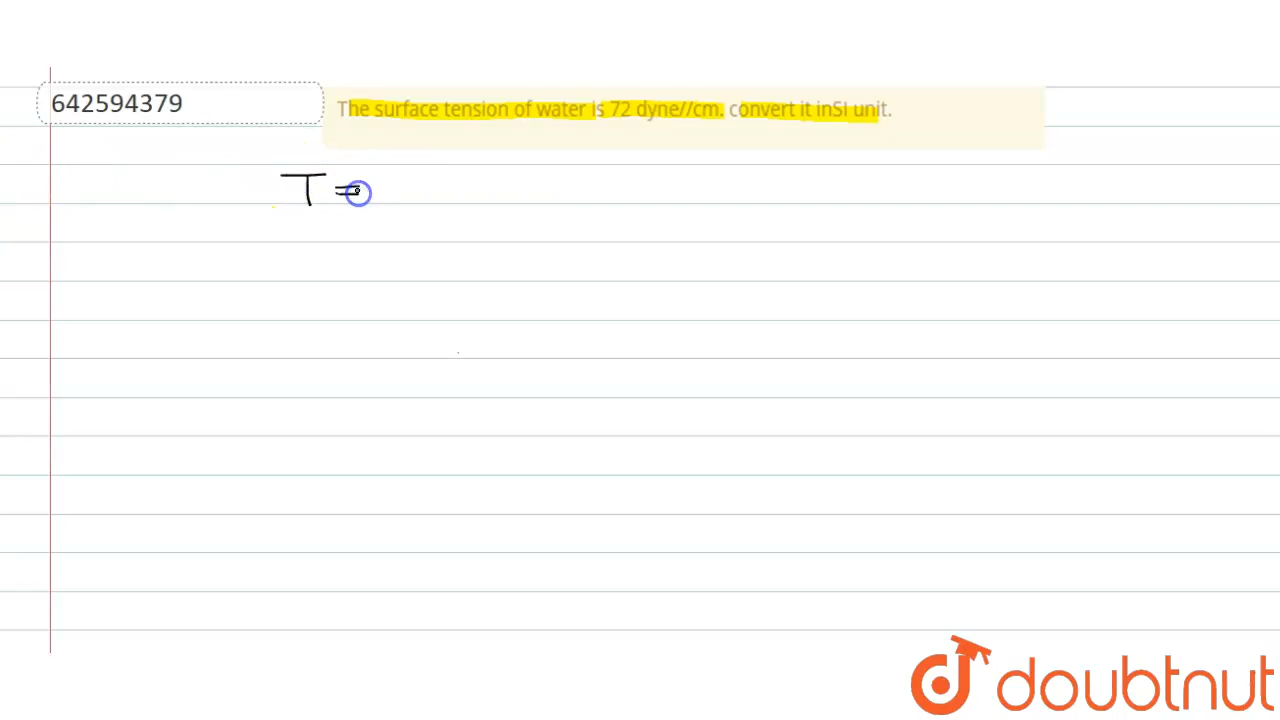 642594379
The surface tension of water is 72 dyne//cm. convert it inSI unit.
T =
doubtnut